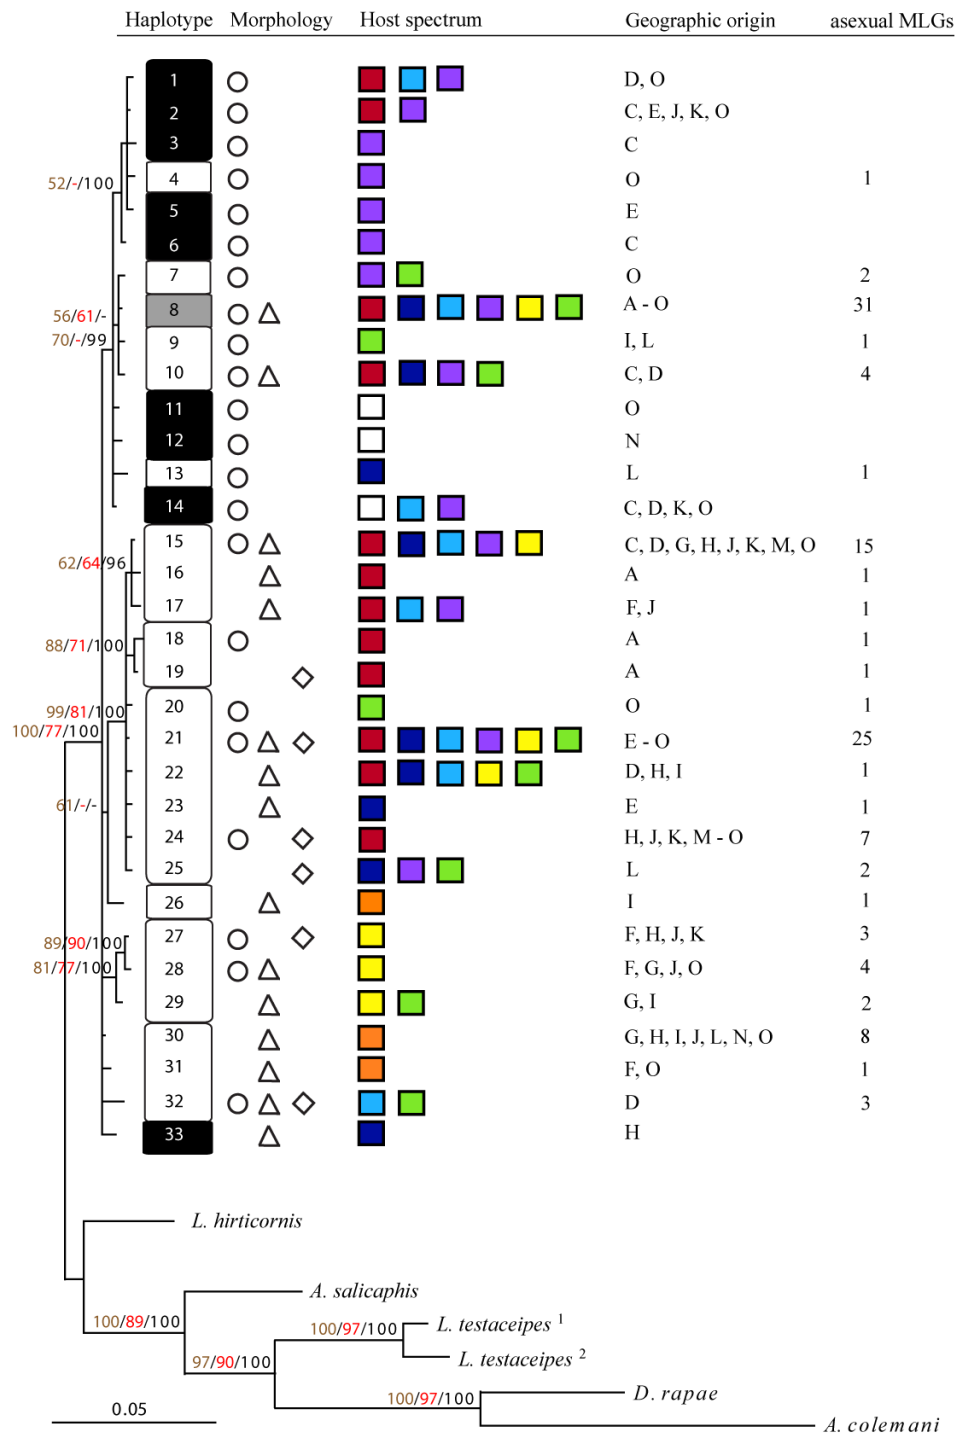 Haplotype Morphology Host spectrum Geographic origin asexual MLGs
1 D, O
2 C, E, J, K, O
3 C
52/-/100
4 O 1
5 E
6 C
7 O 2
8 A - O 31
56/61/-
70/-/99
9 I, L 1
10 C, D 4
11 O
12 N
13 L 1
14 C, D, K, O
15 C, D, G, H, J, K, M, O 15
62/64/96
16 A 1
17 F, J 1
18 A 1
88/71/100
19 A 1
20 O 1
99/81/100
100/77/100
21 E - O 25
22 D, H, I 1
23 E 1
61/-/-
24 H, J, K, M - O 7
25 L 2
26 I 1
27 F, H, J, K 3
89/90/100
28 F, G, J, O 4
81/77/100
29 G, I 2
30 G, H, I, J, L, N, O 8
31 F, O 1
32 D 3
33 H
L. hirticornis
A. salicaphis
100/89/100
L. testaceipes 1
100/97/100
L. testaceipes 2
97/90/100
D. rapae
100/97/100
0.05
A. colemani